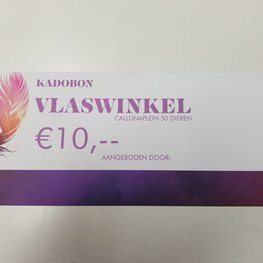 KADOBON
VLASWINKEL
CALLUNAPLEIN 50 DIEREN
€10,--
AANGEBODEN DOOR: